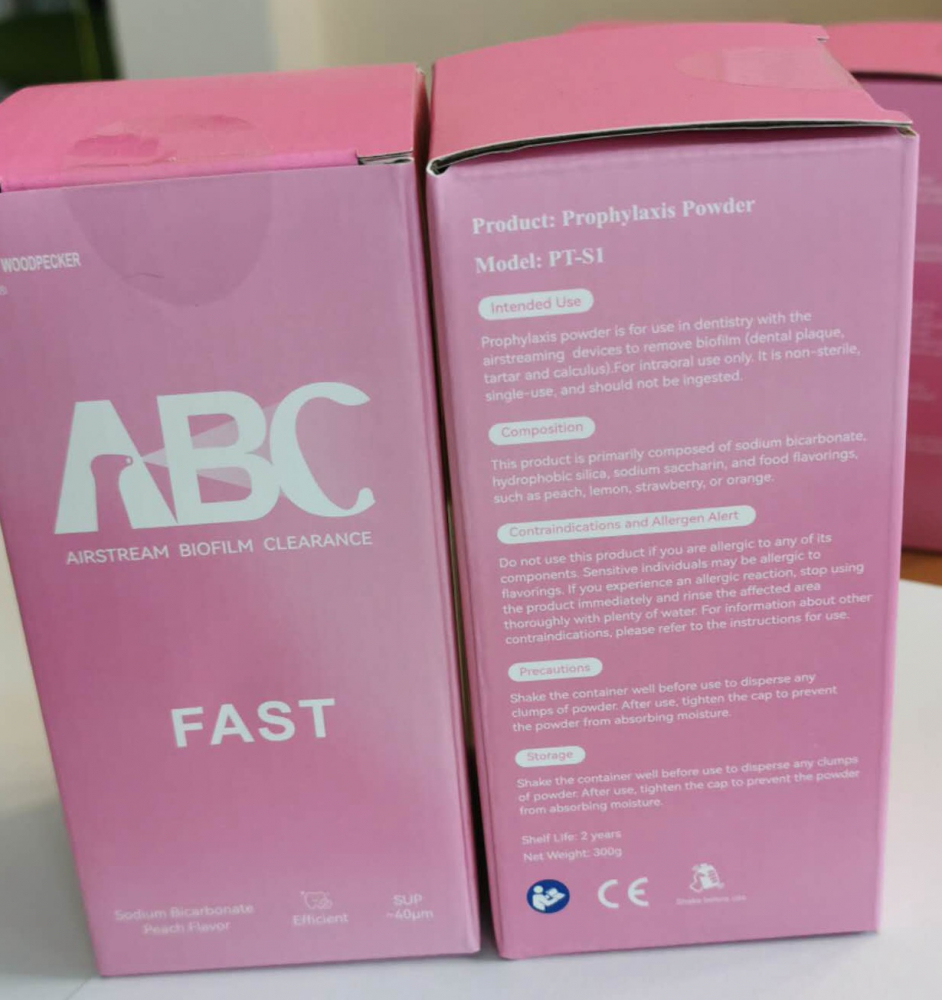 WOODPECKER
®
ABC
AIRSTREAM BIOFILM CLEARANCE
FAST
Sodium Bicarbonate
Peach Flavor
Efficient
SUP
~40μm
Product: Prophylaxis Powder
Model: PT-S1
Intended Use
Prophylaxis powder is for use in dentistry with the
airstreaming devices to remove biofilm (dental plaque,
tartar and calculus).For intraoral use only. It is non-sterile,
single-use, and should not be ingested.
Composition
This product is primarily composed of sodium bicarbonate,
hydrophobic silica, sodium saccharin, and food flavorings,
such as peach, lemon, strawberry, or orange.
Contraindications and Allergen Alert
Do not use this product if you are allergic to any of its
components. Sensitive individuals may be allergic to
flavorings. If you experience an allergic reaction, stop using
the product immediately and rinse the affected area
thoroughly with plenty of water. For information about other
contraindications, please refer to the instructions for use.
Precautions
Shake the container well before use to disperse any
clumps of powder. After use, tighten the cap to prevent
the powder from absorbing moisture.
Storage
Shake the container well before use to disperse any clumps
of powder. After use, tighten the cap to prevent the powder
from absorbing moisture.
Shelf Life: 2 years
Net Weight: 300g
CE
Shake before use